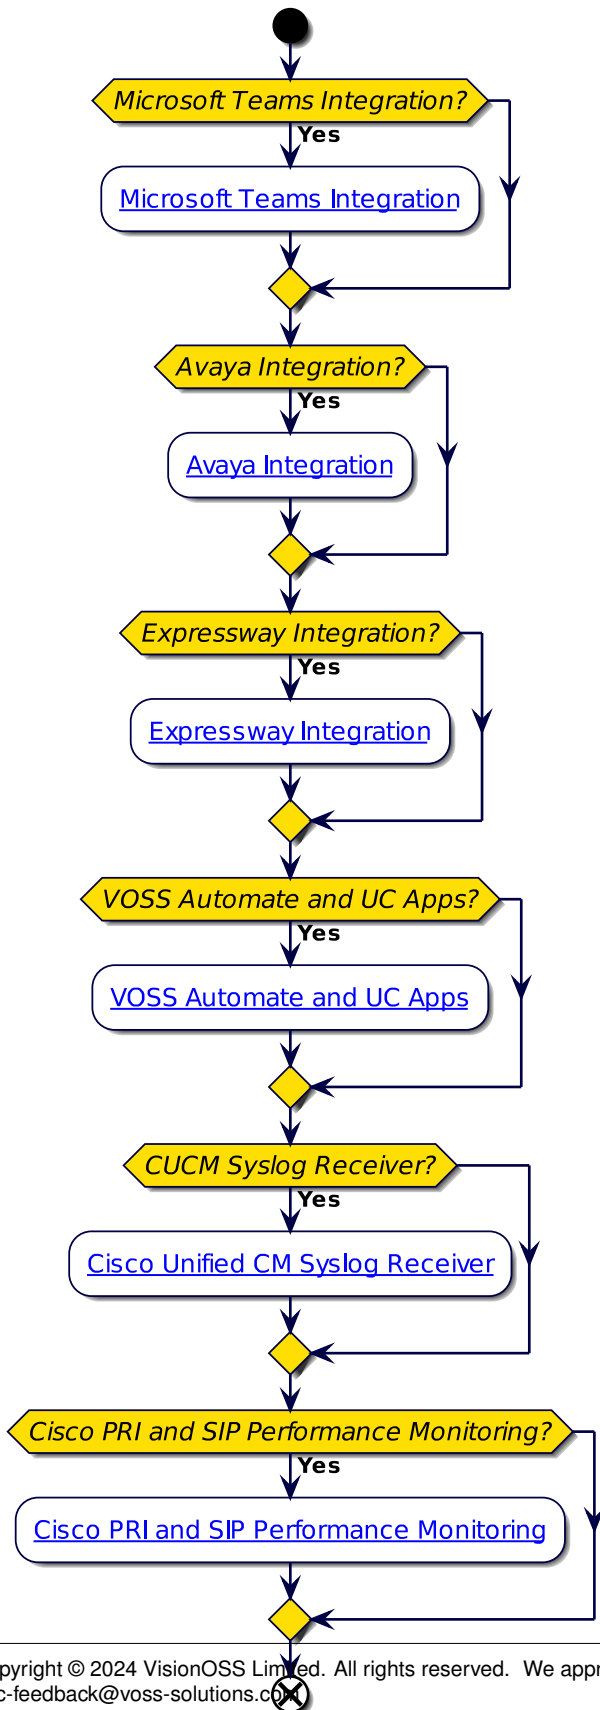 Microsoft Teams Integration?
Yes
Microsoft Teams Integration
Avaya Integration?
Yes
Avaya Integration
Expressway Integration?
Yes
Expressway Integration
VOSS Automate and UC Apps?
Yes
VOSS Automate and UC Apps
CUCM Syslog Receiver?
Yes
Cisco Unified CM Syslog Receiver
Cisco PRI and SIP Performance Monitoring?
Yes
Cisco PRI and SIP Performance Monitoring
pyright © 2024 VisionOSS Limited. All rights reserved. We appr
c-feedback@voss-solutions.com